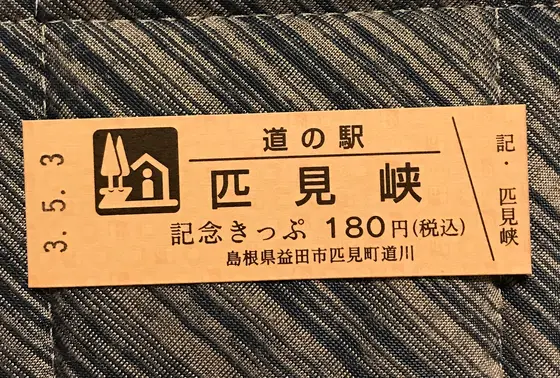 3.5.3
道の駅
匹見峡
記念きっぷ 180円(税込)
島根県益田市匹見町道川
記・匹見峡